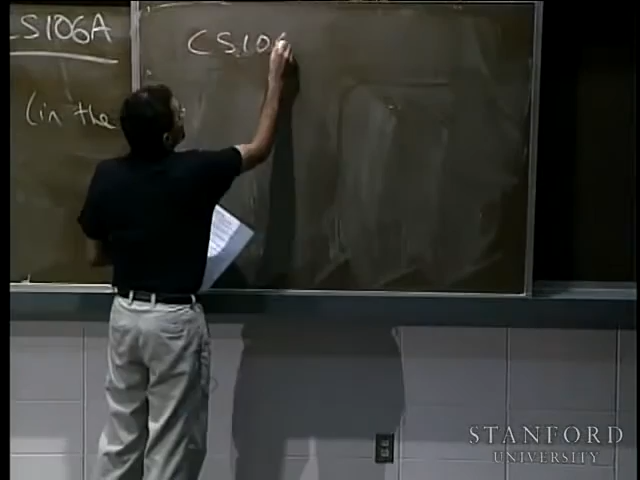 CS106A
(in the
CS106
STANFORD
UNIVERSITY